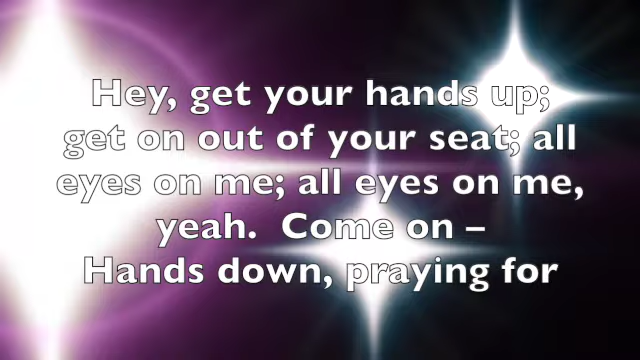 Hey, get your hands up;
get on out of your seat; all
eyes on me; all eyes on me,
yeah.  Come on –
Hands down, praying for